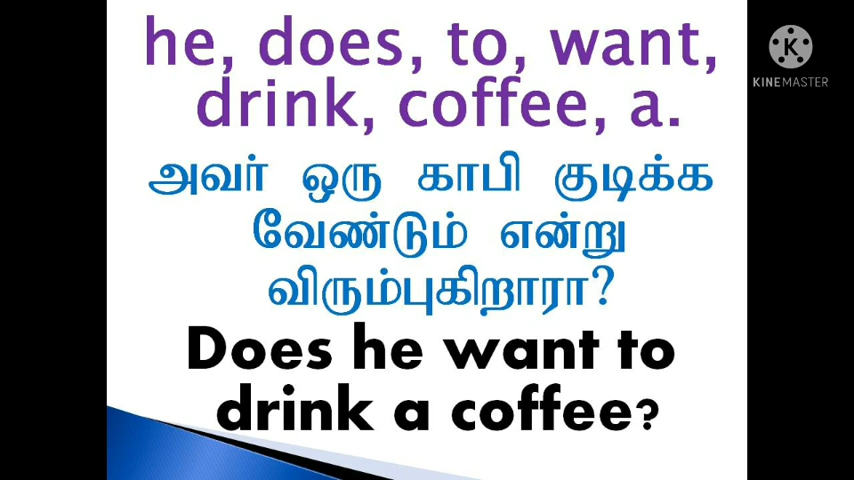 he, does, to, want,
drink, coffee, a.
அவர் ஒரு காபி குடிக்க
வேண்டும் என்று
விரும்புகிறாரா?
Does he want to
drink a coffee?
K
KINEMASTER